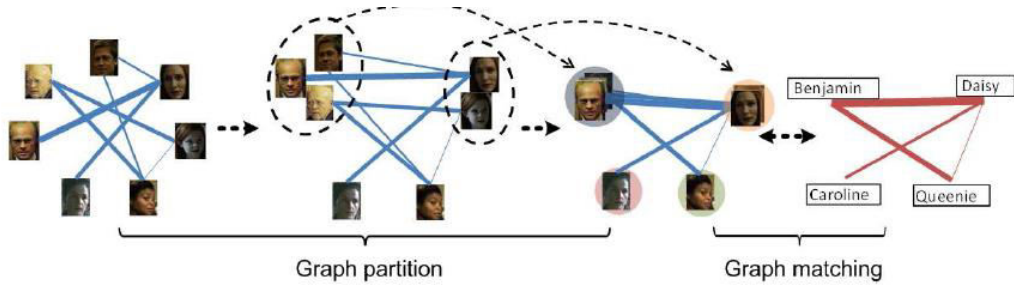 Benjamin
Daisy
Caroline
Queenie
Graph partition
Graph matching